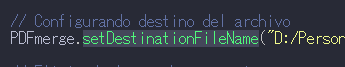 // Configurando destino del archivo
PDFmerge.setDestinationFileName("D:/Person